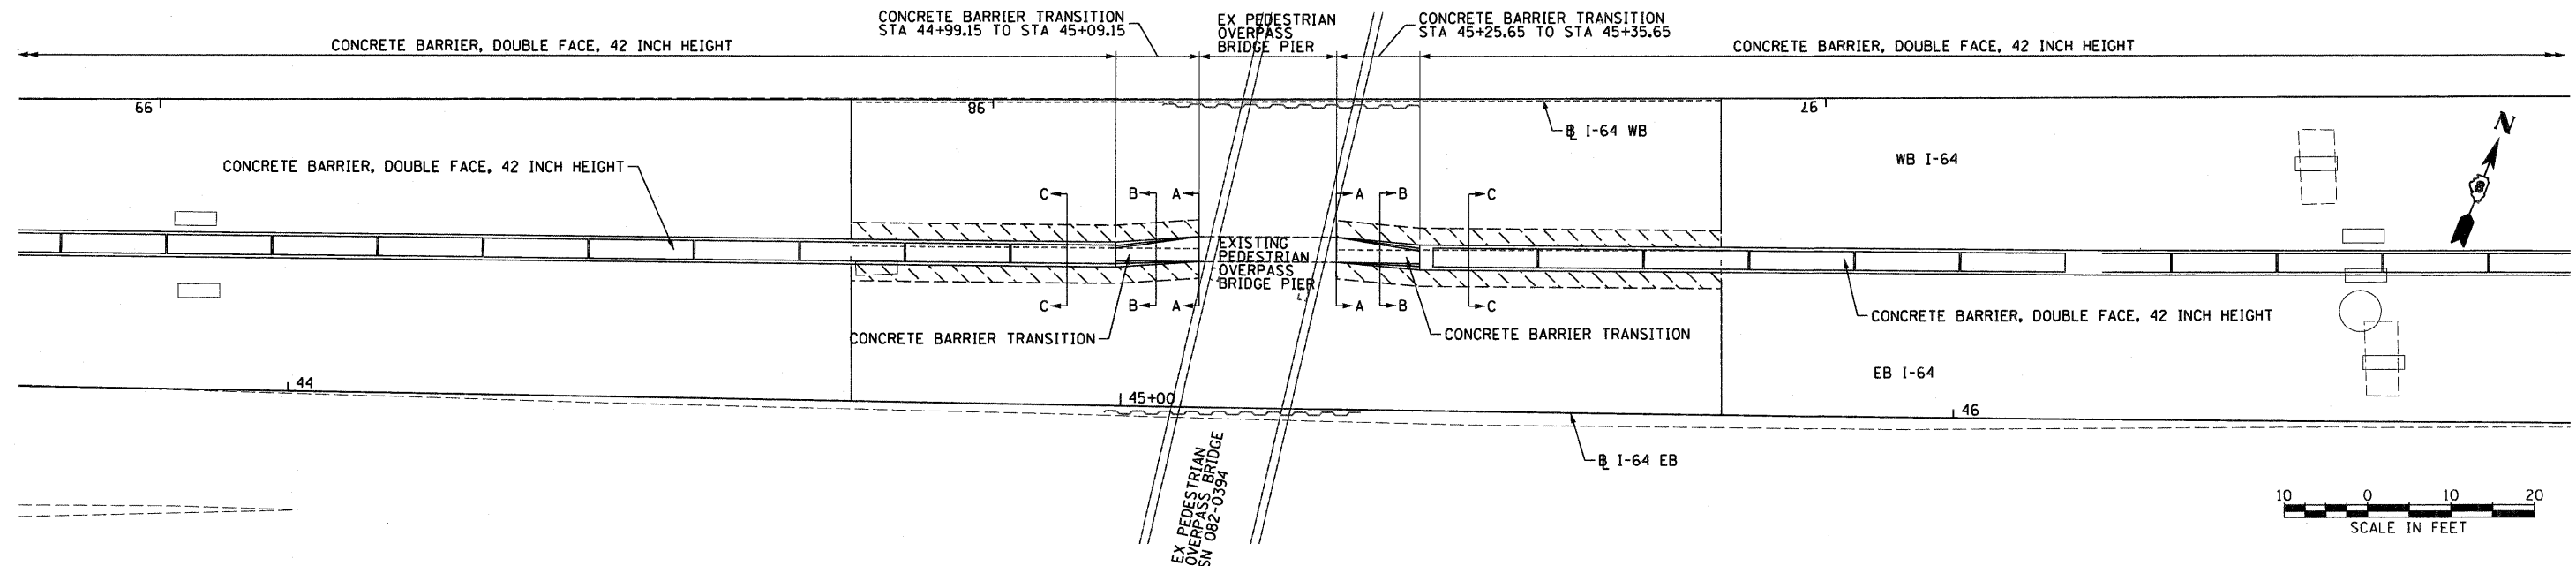 CONCRETE BARRIER TRANSITION
STA 44+99.15 TO STA 45+09.15
EX PEDESTRIAN
OVERPASS
BRIDGE PIER
CONCRETE BARRIER TRANSITION
STA 45+25.65 TO STA 45+35.65
CONCRETE BARRIER, DOUBLE FACE, 42 INCH HEIGHT
CONCRETE BARRIER, DOUBLE FACE, 42 INCH HEIGHT
99
98
97
℄ I-64 WB
WB I-64
N
8
CONCRETE BARRIER, DOUBLE FACE, 42 INCH HEIGHT
C B A
A B C
EXISTING
PEDESTRIAN
OVERPASS
BRIDGE PIER
C B A
A B C
CONCRETE BARRIER TRANSITION
CONCRETE BARRIER TRANSITION
CONCRETE BARRIER, DOUBLE FACE, 42 INCH HEIGHT
EB I-64
44
45+00
46
℄ I-64 EB
EX PEDESTRIAN
OVERPASS BRIDGE
SN 082-0394
10 0 10 20
SCALE IN FEET